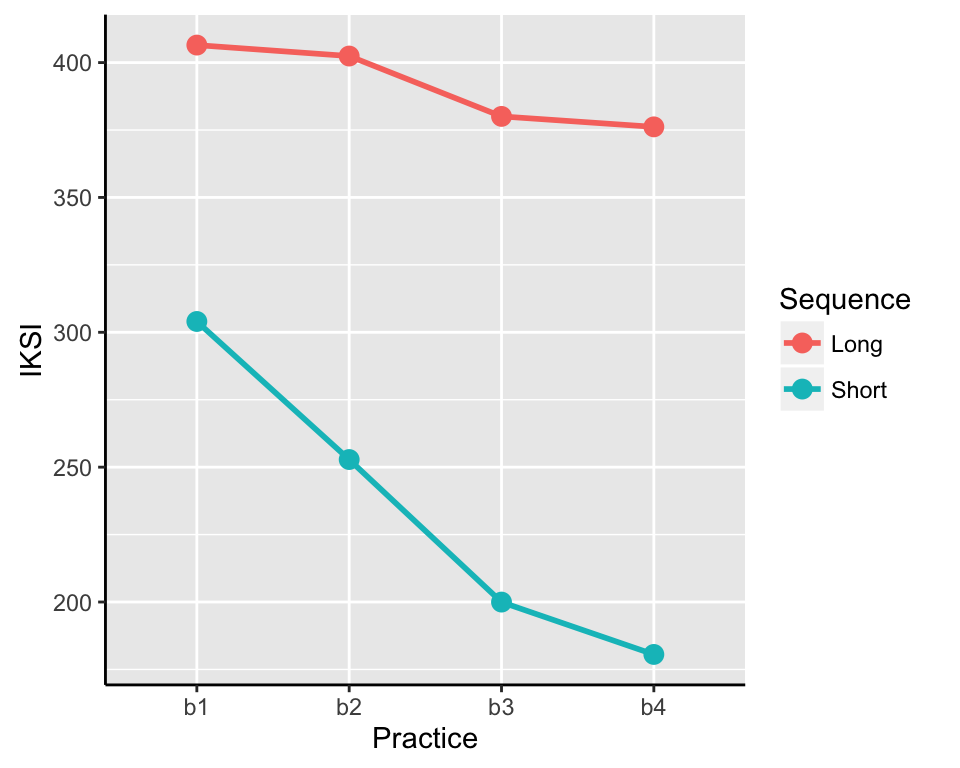 400
350
300
250
200
IKSI
b1 b2 b3 b4
Practice
Sequence
Long
Short